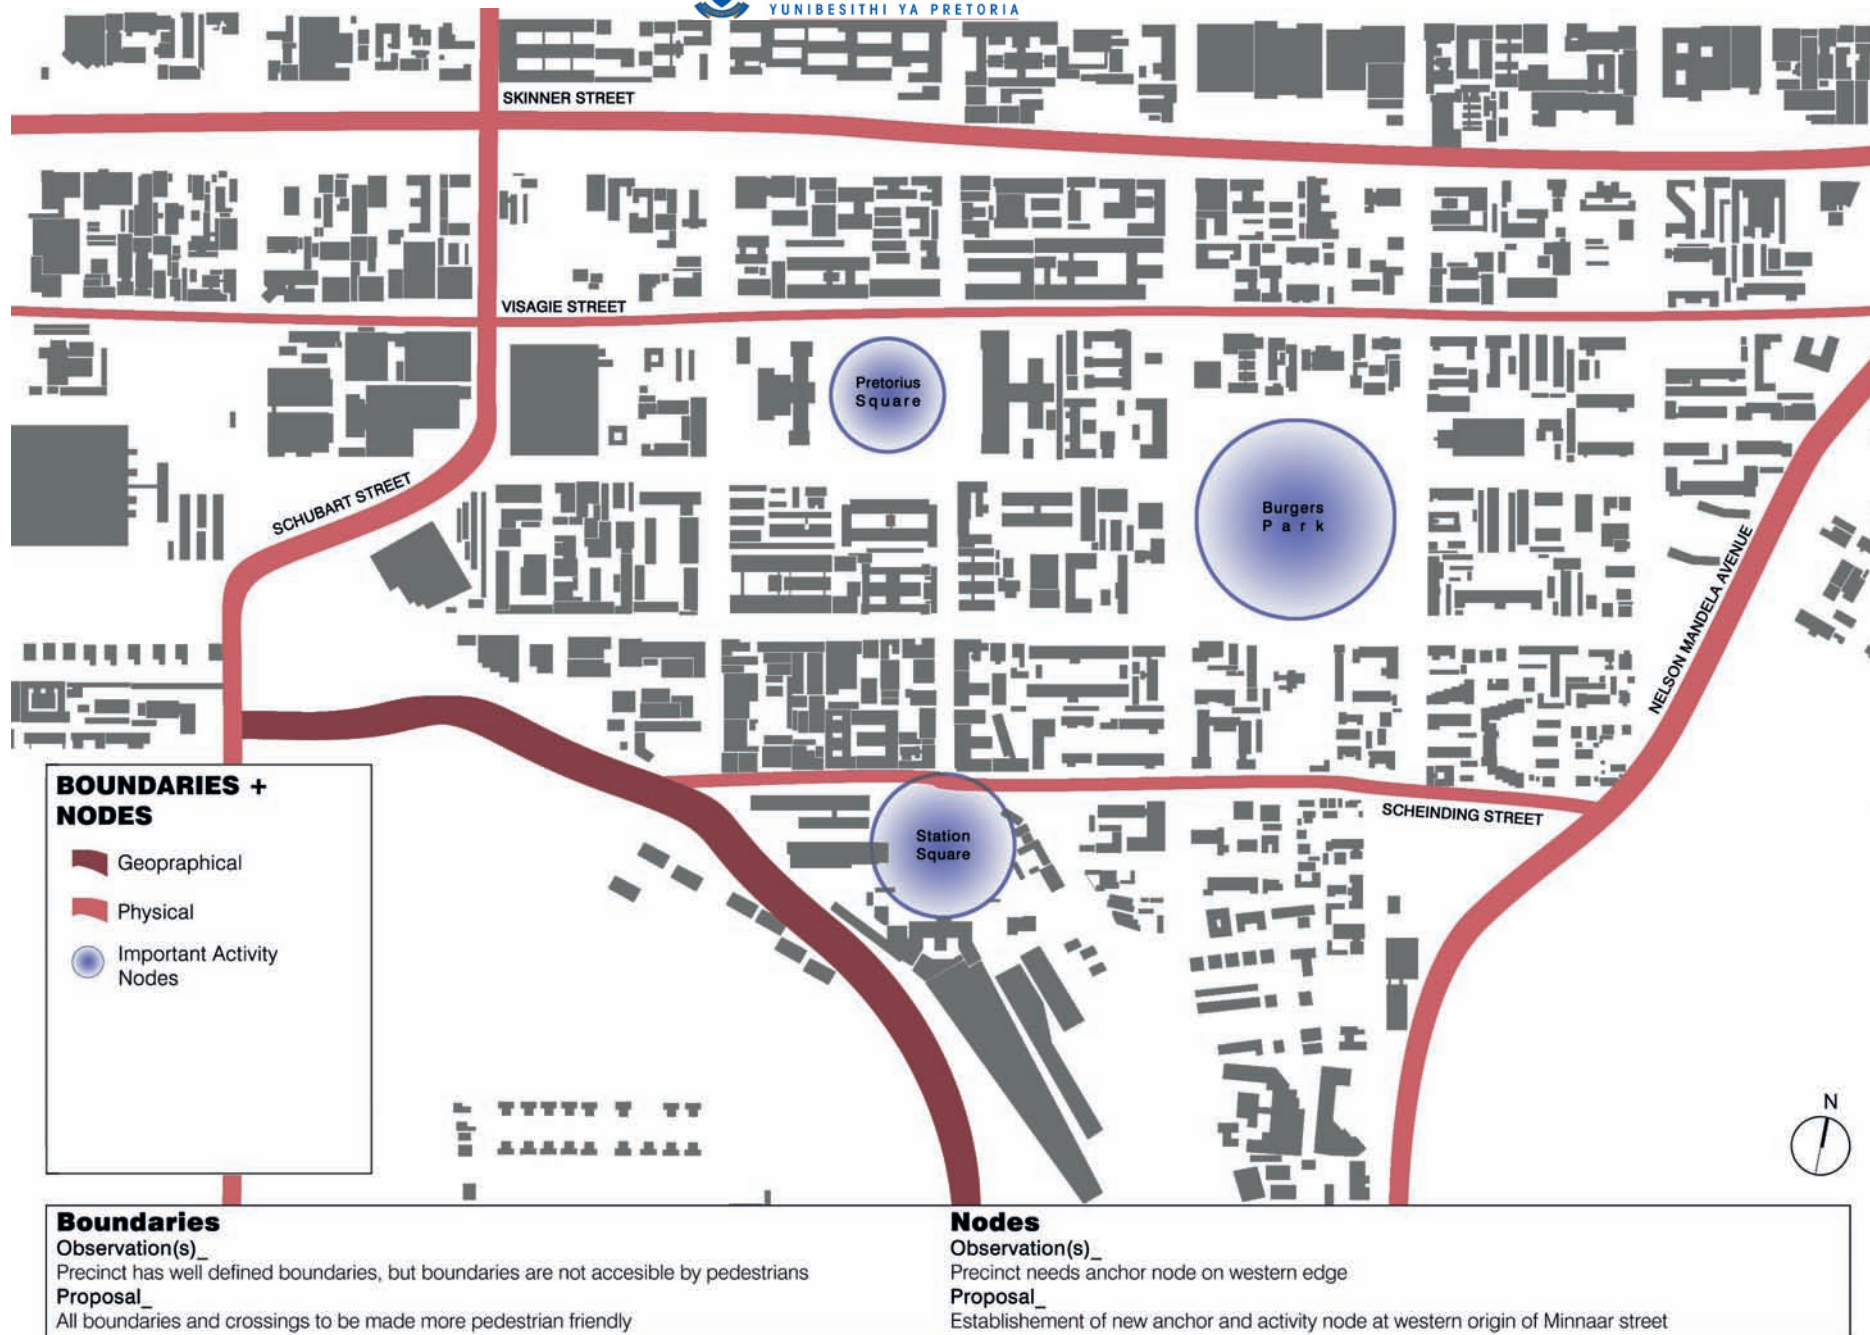 YUNIBESITHI YA PRETORIA
SKINNER STREET
VISAGIE STREET
Pretorius
Square
Burgers
Park
SCHUBART STREET
NELSON MANDELA AVENUE
SCHEINDING STREET
Station
Square
BOUNDARIES +
NODES
Geopraphical
Physical
Important Activity
Nodes
N
Boundaries
Observation(s)_
Precinct has well defined boundaries, but boundaries are not accesible by pedestrians
Proposal_
All boundaries and crossings to be made more pedestrian friendly
Nodes
Observation(s)_
Precinct needs anchor node on western edge
Proposal_
Establishement of new anchor and activity node at western origin of Minnaar street